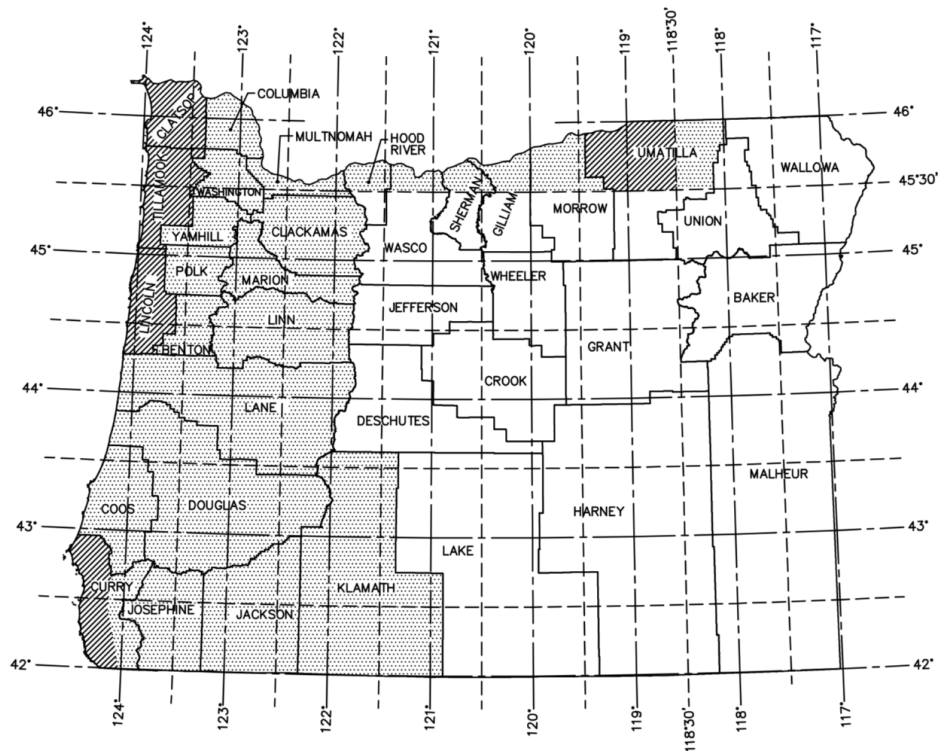 124°
123°
122°
121°
120°
119°
118°30'
118°
117°
46°
46°
COLUMBIA
CLATSOP
MULTNOMAH
HOOD
RIVER
UMATILLA
WALLOWA
TILLAMOOK
WASHINGTON
45°30'
SHERMAN
GILLIAM
MORROW
UNION
YAMHILL
CLACKAMAS
WASCO
45°
45°
POLK
MARION
WHEELER
LINCOLN
JEFFERSON
BAKER
LINN
BENTON
GRANT
CROOK
44°
44°
LANE
DESCHUTES
MALHEUR
COOS
DOUGLAS
HARNEY
43°
43°
LAKE
CURRY
KLAMATH
JOSEPHINE
JACKSON
42°
42°
124°
123°
122°
121°
120°
119°
118°30'
118°
117°